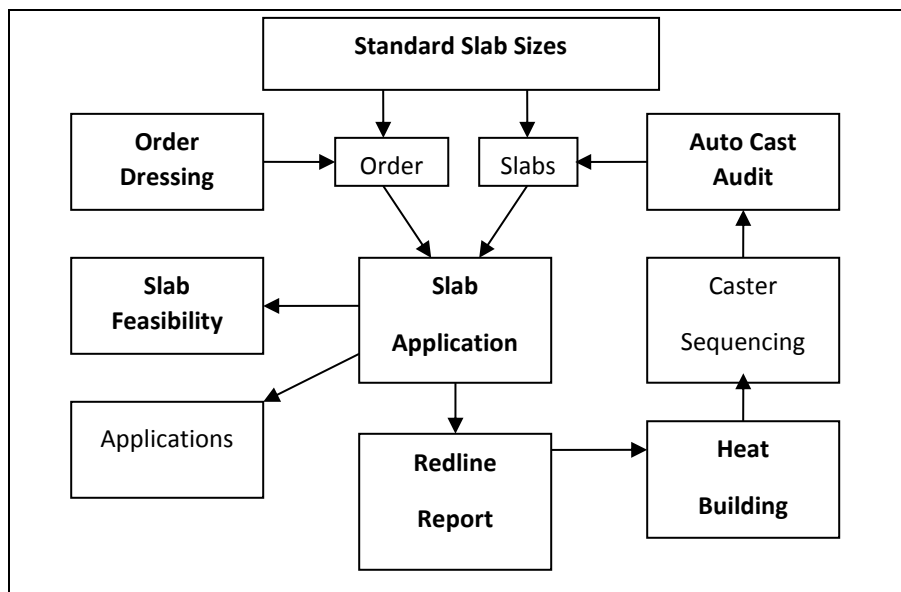 Standard Slab Sizes
Order
Dressing
Order
Slabs
Auto Cast
Audit
Slab
Feasibility
Slab
Application
Caster
Sequencing
Applications
Redline
Report
Heat
Building